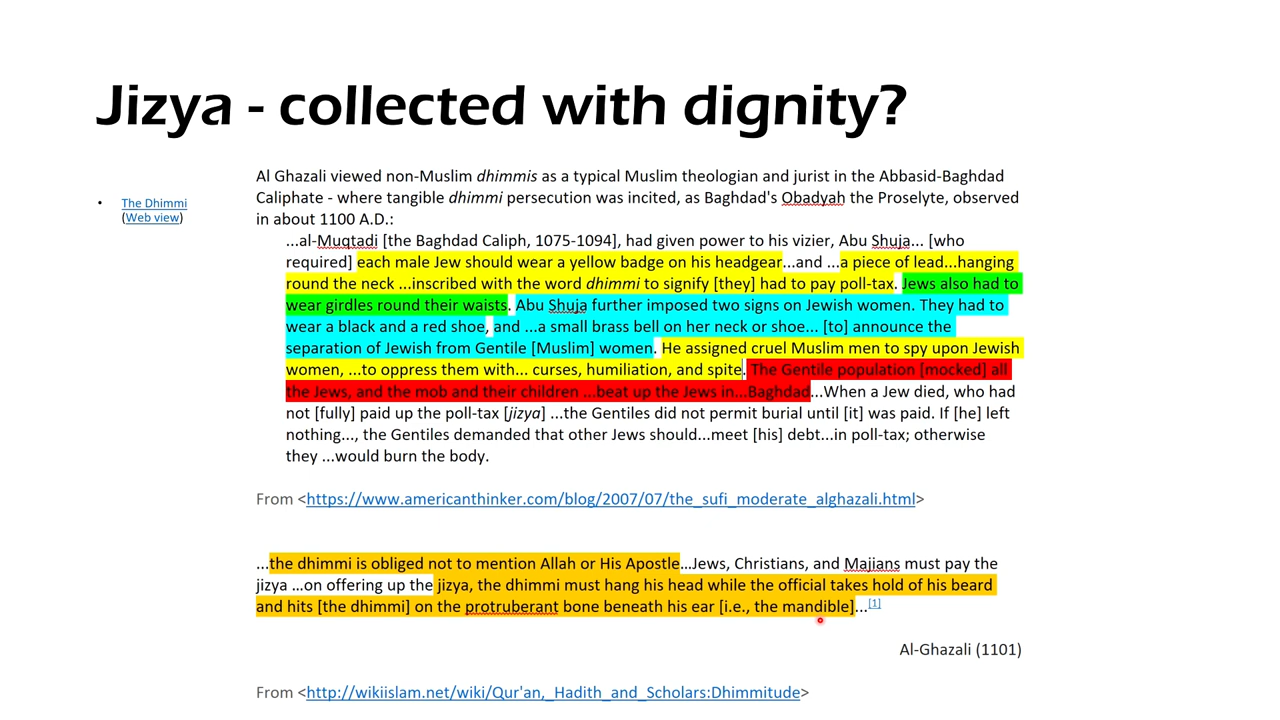 Jizya - collected with dignity?
• The Dhimmi
(Web view)
Al Ghazali viewed non-Muslim dhimmis as a typical Muslim theologian and jurist in the Abbasid-Baghdad
Caliphate - where tangible dhimmi persecution was incited, as Baghdad's Obadyah the Proselyte, observed
in about 1100 A.D.:
...al-Muqtadi [the Baghdad Caliph, 1075-1094], had given power to his vizier, Abu Shuja... [who
required] each male Jew should wear a yellow badge on his headgear...and ...a piece of lead...hanging
round the neck ...inscribed with the word dhimmi to signify [they] had to pay poll-tax. Jews also had to
wear girdles round their waists. Abu Shuja further imposed two signs on Jewish women. They had to
wear a black and a red shoe, and ...a small brass bell on her neck or shoe... [to] announce the
separation of Jewish from Gentile [Muslim] women. He assigned cruel Muslim men to spy upon Jewish
women, ...to oppress them with... curses, humiliation, and spite. The Gentile population [mocked] all
the Jews, and the mob and their children ...beat up the Jews in...Baghdad...When a Jew died, who had
not [fully] paid up the poll-tax [jizya] ...the Gentiles did not permit burial until [it] was paid. If [he] left
nothing..., the Gentiles demanded that other Jews should...meet [his] debt...in poll-tax; otherwise
they ...would burn the body.
From <https://www.americanthinker.com/blog/2007/07/the_sufi_moderate_alghazali.html>
...the dhimmi is obliged not to mention Allah or His Apostle...Jews, Christians, and Majians must pay the
jizya ...on offering up the jizya, the dhimmi must hang his head while the official takes hold of his beard
and hits [the dhimmi] on the protruberant bone beneath his ear [i.e., the mandible]...[1]
Al-Ghazali (1101)
From <http://wikiislam.net/wiki/Qur'an,_Hadith_and_Scholars:Dhimmitude>